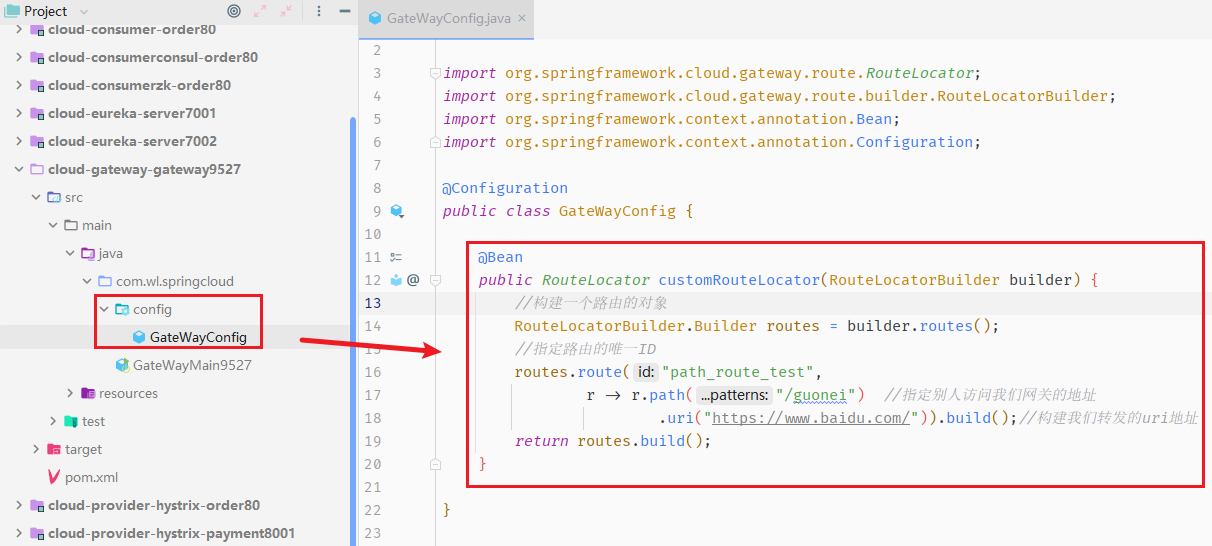 Project
cloud-consumer-order80
cloud-consumerconsul-order80
cloud-consumerzk-order80
cloud-eureka-server7001
cloud-eureka-server7002
cloud-gateway-gateway9527
src
main
java
com.wl.springcloud
config
GateWayConfig
GateWayMain9527
resources
test
target
pom.xml
cloud-provider-hystrix-order80
cloud-provider-hystrix-payment8001
GateWayConfig.java
2
3 import org.springframework.cloud.gateway.route.RouteLocator;
4 import org.springframework.cloud.gateway.route.builder.RouteLocatorBuilder;
5 import org.springframework.context.annotation.Bean;
6 import org.springframework.context.annotation.Configuration;
7
8 @Configuration
9 public class GateWayConfig {
10
11 @Bean
12 @ public RouteLocator customRouteLocator(RouteLocatorBuilder builder) {
13 //构建一个路由的对象
14 RouteLocatorBuilder.Builder routes = builder.routes();
15 //指定路由的唯一ID
16 routes.route( id: "path_route_test",
17 r -> r.path( ...patterns: "/guonei") //指定别人访问我们网关的地址
18 .uri("https://www.baidu.com/")).build();//构建我们转发的uri地址
19 return routes.build();
20 }
21
22 }
23